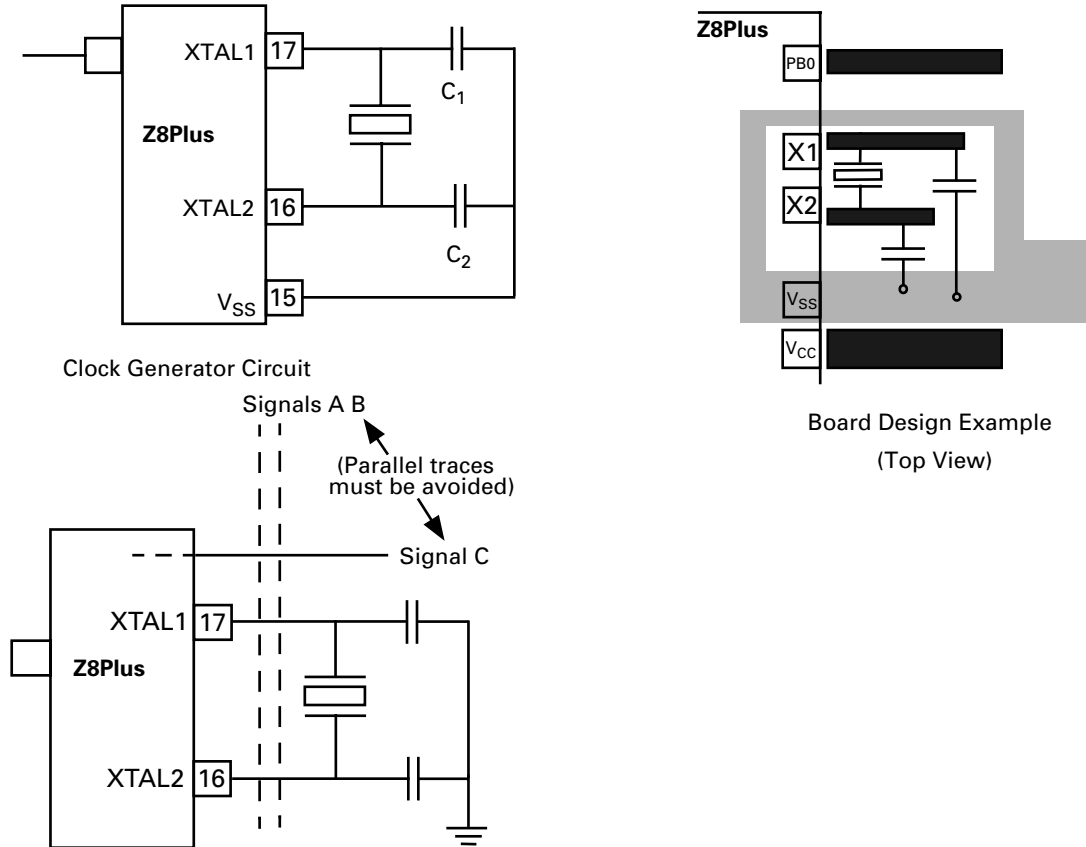 XTAL1 17
C1
Z8Plus
XTAL2 16
C2
VSS 15
Clock Generator Circuit
Z8Plus
PB0
X1
X2
VSS
VCC
Board Design Example
(Top View)
Signals A B
(Parallel traces
must be avoided)
Signal C
XTAL1 17
Z8Plus
XTAL2 16